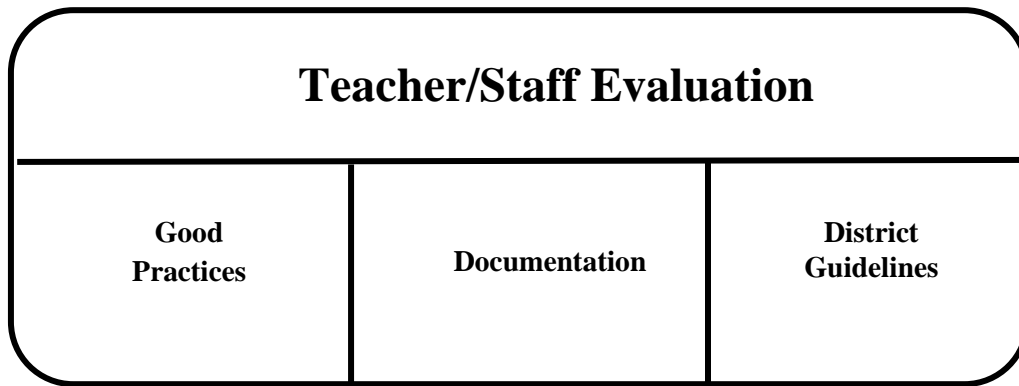 Teacher/Staff Evaluation
Good
Practices
Documentation
District
Guidelines